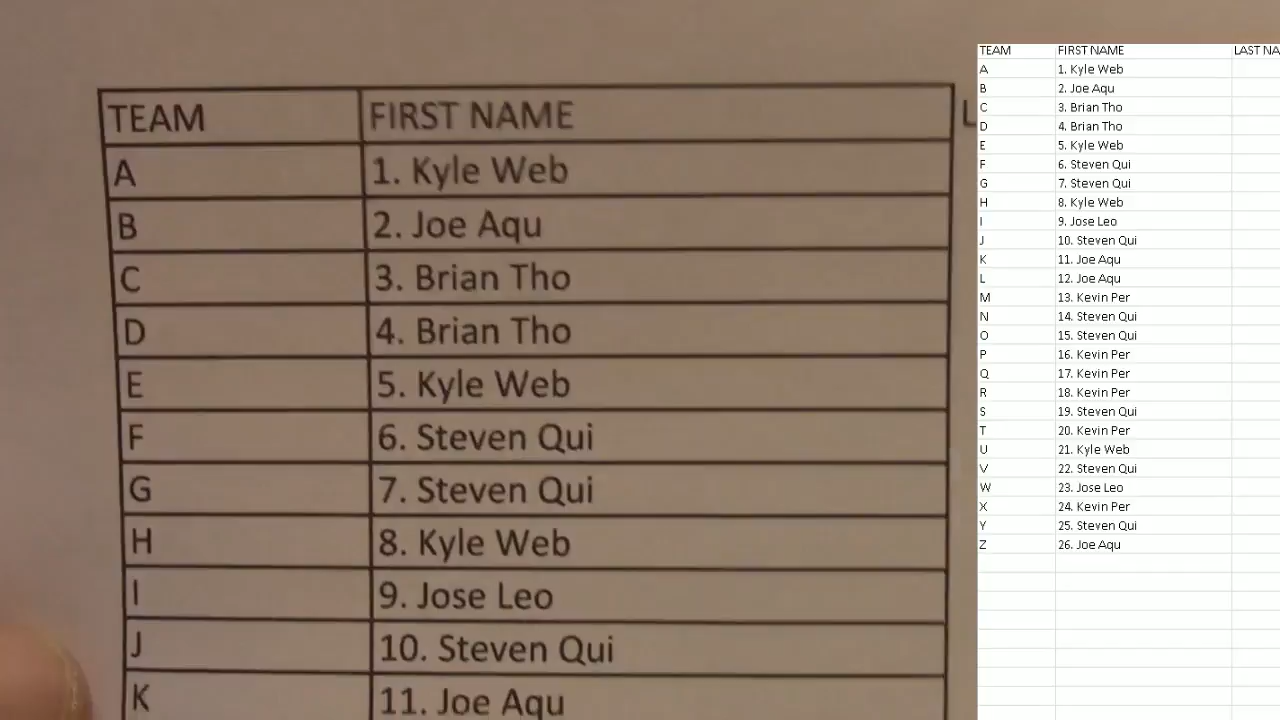 TEAM FIRST NAME L
A 1. Kyle Web
B 2. Joe Aqu
C 3. Brian Tho
D 4. Brian Tho
E 5. Kyle Web
F 6. Steven Qui
G 7. Steven Qui
H 8. Kyle Web
I 9. Jose Leo
J 10. Steven Qui
K 11. Joe Aqu
TEAM FIRST NAME LAST NA
A 1. Kyle Web
B 2. Joe Aqu
C 3. Brian Tho
D 4. Brian Tho
E 5. Kyle Web
F 6. Steven Qui
G 7. Steven Qui
H 8. Kyle Web
I 9. Jose Leo
J 10. Steven Qui
K 11. Joe Aqu
L 12. Joe Aqu
M 13. Kevin Per
N 14. Steven Qui
O 15. Steven Qui
P 16. Kevin Per
Q 17. Kevin Per
R 18. Kevin Per
S 19. Steven Qui
T 20. Kevin Per
U 21. Kyle Web
V 22. Steven Qui
W 23. Jose Leo
X 24. Kevin Per
Y 25. Steven Qui
Z 26. Joe Aqu